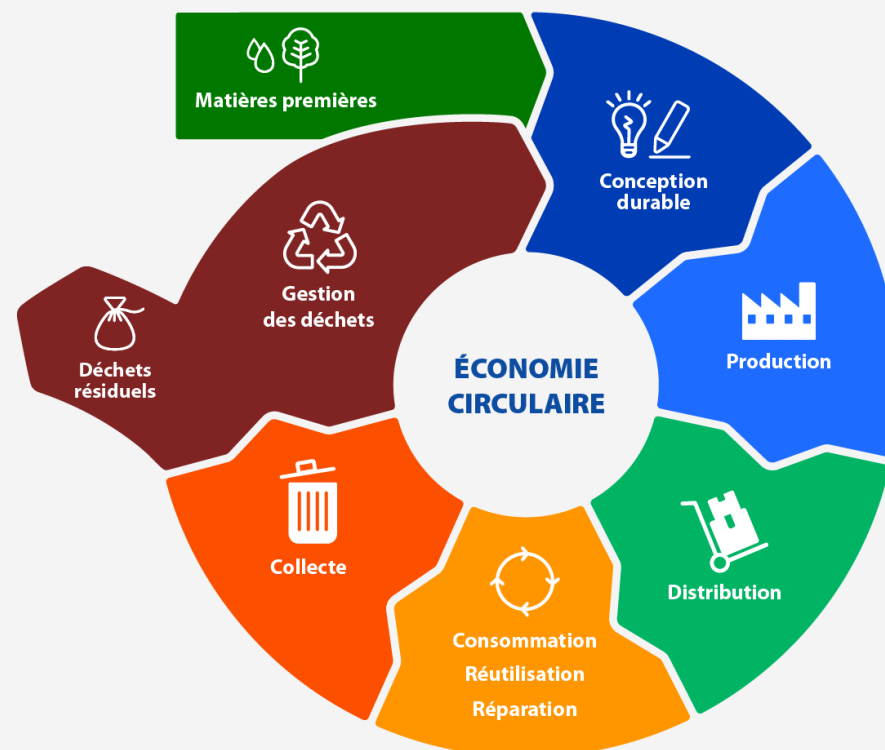 Matières premières
Conception
durable
Production
Distribution
Consommation
Réutilisation
Réparation
Collecte
Gestion
des déchets
Déchets
résiduels
ÉCONOMIE
CIRCULAIRE